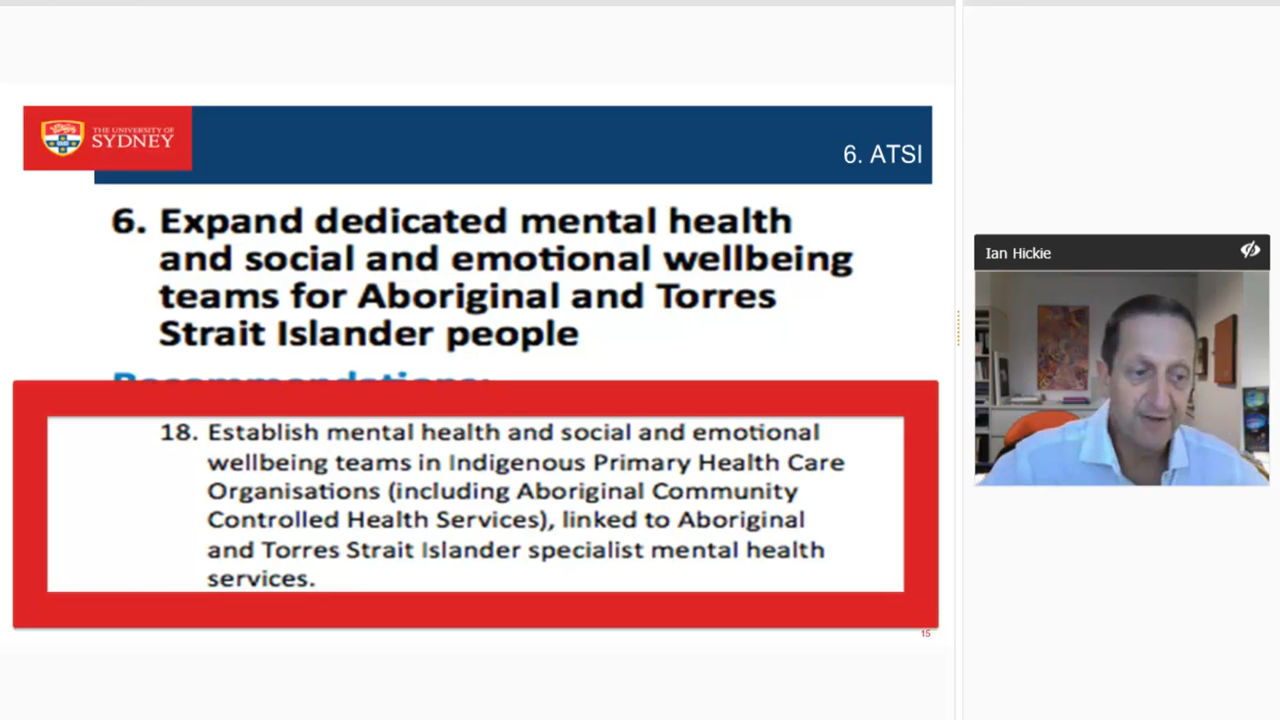 THE UNIVERSITY OF
SYDNEY
6. ATSI
6. Expand dedicated mental health
and social and emotional wellbeing
teams for Aboriginal and Torres
Strait Islander people
Recommendations:
18. Establish mental health and social and emotional
wellbeing teams in Indigenous Primary Health Care
Organisations (including Aboriginal Community
Controlled Health Services), linked to Aboriginal
and Torres Strait Islander specialist mental health
services.
15
Ian Hickie